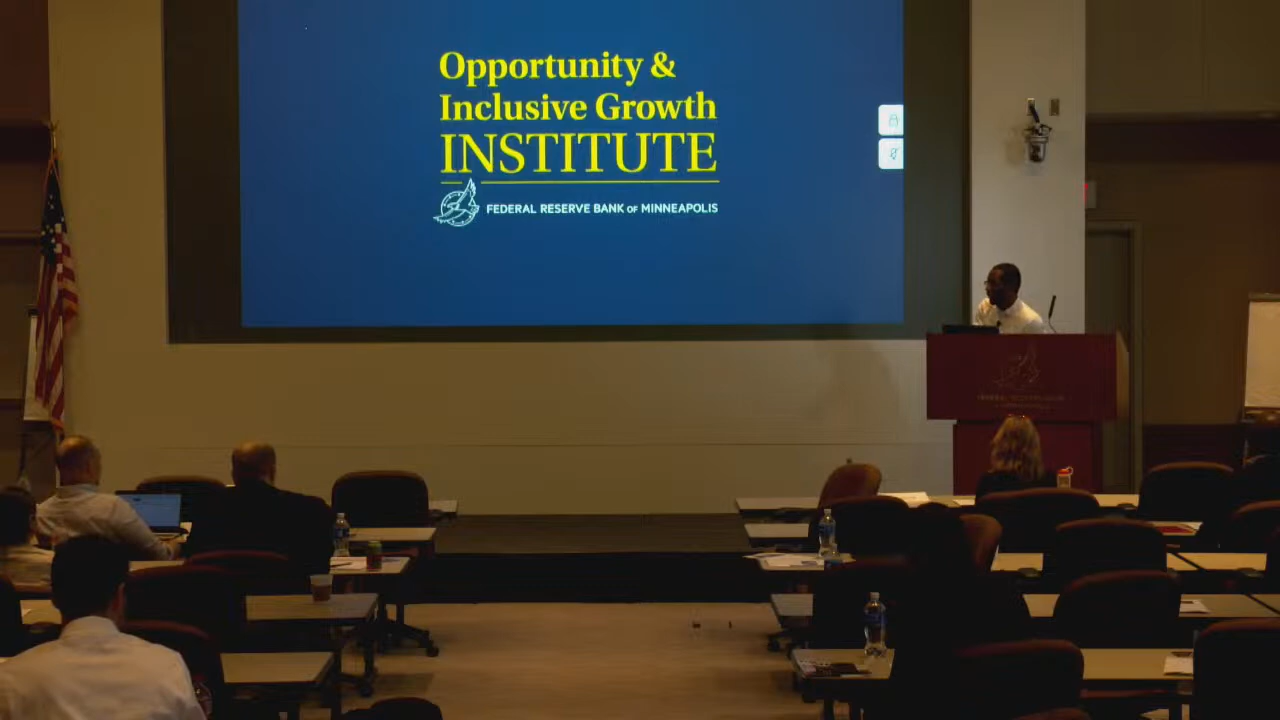 Opportunity &
Inclusive Growth
INSTITUTE
FEDERAL RESERVE BANK OF MINNEAPOLIS